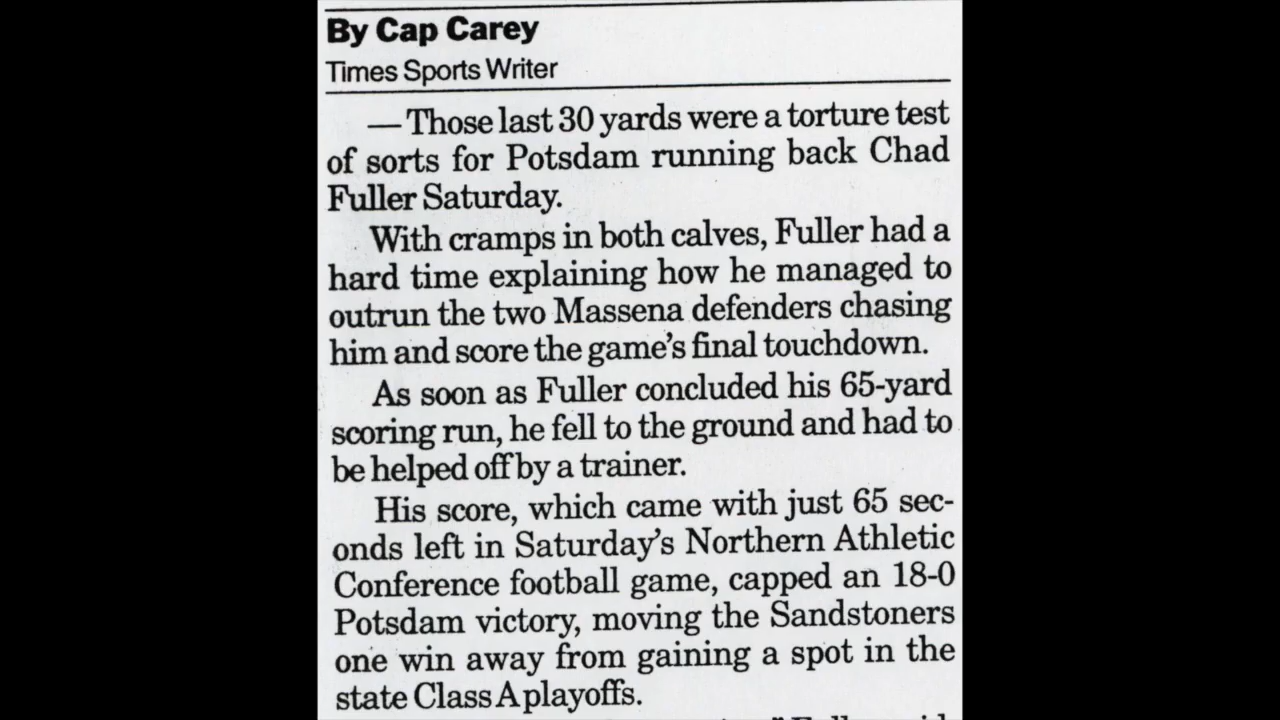 By Cap Carey
Times Sports Writer
— Those last 30 yards were a torture test
of sorts for Potsdam running back Chad
Fuller Saturday.
With cramps in both calves, Fuller had a
hard time explaining how he managed to
outrun the two Massena defenders chasing
him and score the game's final touchdown.
As soon as Fuller concluded his 65-yard
scoring run, he fell to the ground and had to
be helped off by a trainer.
His score, which came with just 65 sec-
onds left in Saturday's Northern Athletic
Conference football game, capped an 18-0
Potsdam victory, moving the Sandstoners
one win away from gaining a spot in the
state Class A playoffs.